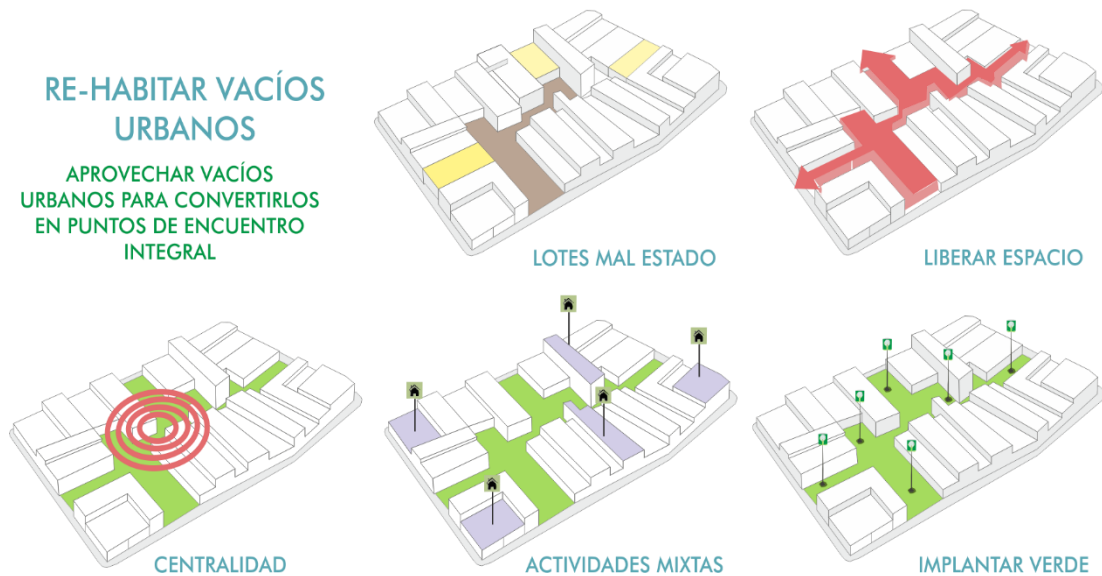 RE-HABITAR VACÍOS
URBANOS
APROVECHAR VACÍOS
URBANOS PARA CONVERTIRLOS
EN PUNTOS DE ENCUENTRO
INTEGRAL
LOTES MAL ESTADO
LIBERAR ESPACIO
CENTRALIDAD
ACTIVIDADES MIXTAS
IMPLANTAR VERDE